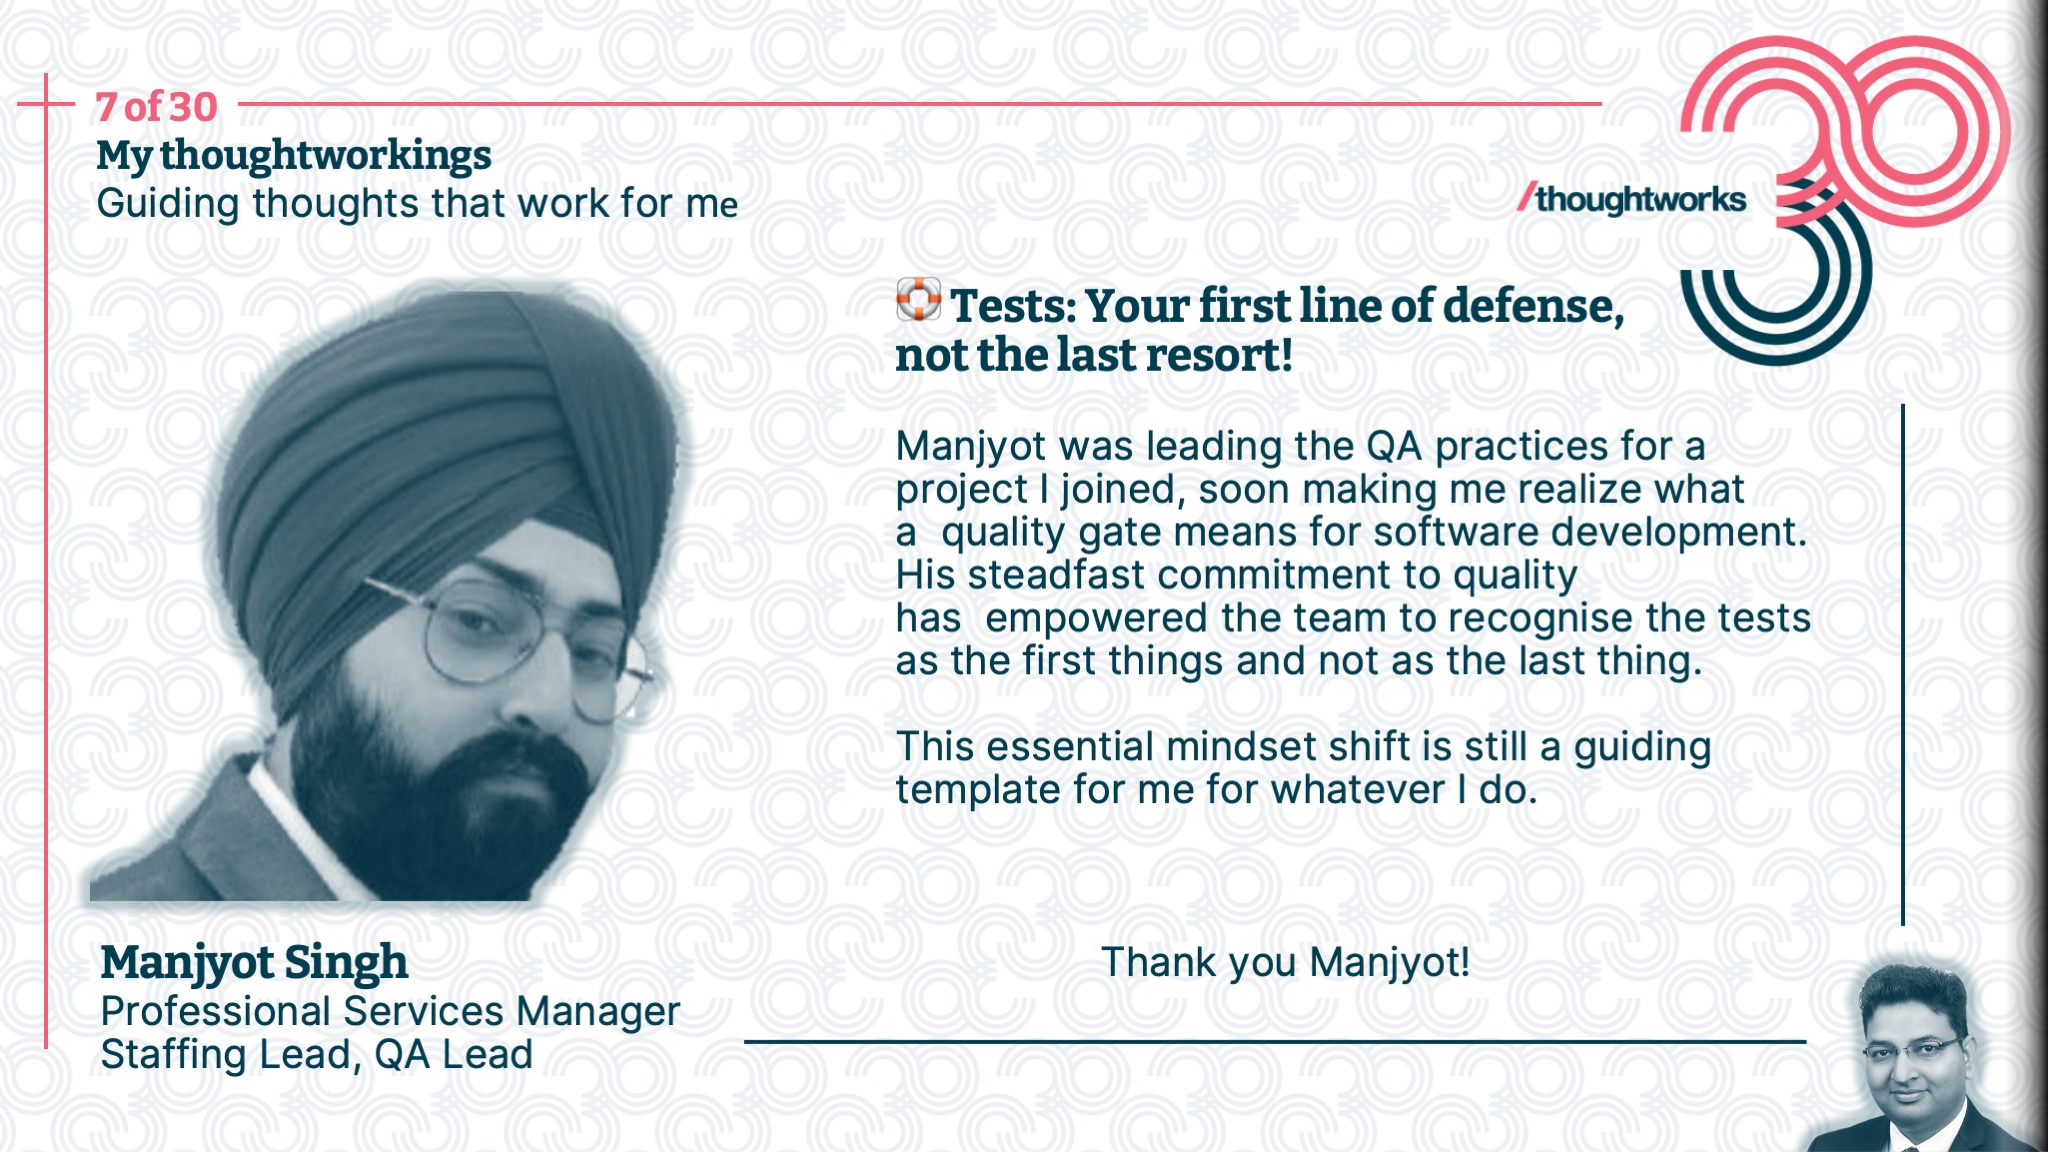 7 of 30
My thoughtworkings
Guiding thoughts that work for me
/thoughtworks
30
3
🛟 Tests: Your first line of defense,
not the last resort!
Manjyot was leading the QA practices for a
project I joined, soon making me realize what
a  quality gate means for software development.
His steadfast commitment to quality
has  empowered the team to recognise the tests
as the first things and not as the last thing.
This essential mindset shift is still a guiding
template for me for whatever I do.
Thank you Manjyot!
Manjyot Singh
Professional Services Manager
Staffing Lead, QA Lead